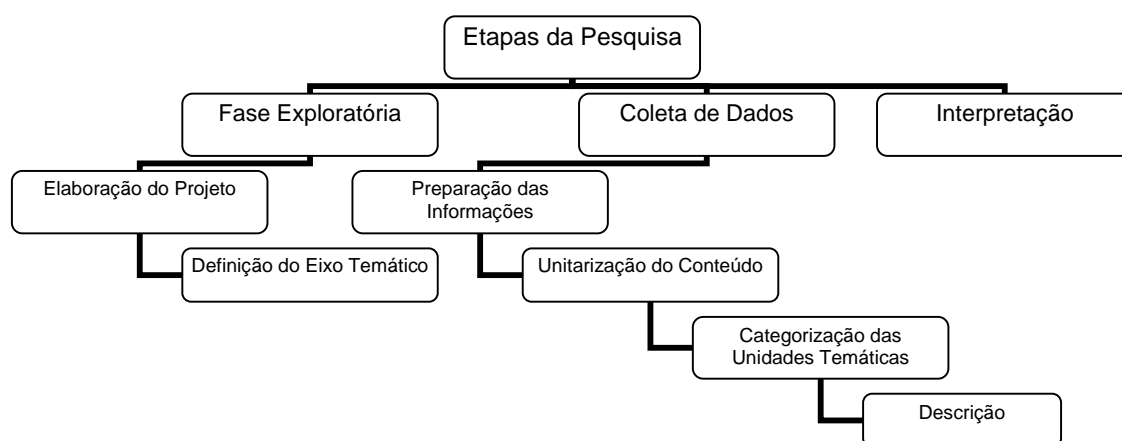 Etapas da Pesquisa
Fase Exploratória
Coleta de Dados
Interpretação
Elaboração do Projeto
Preparação das
Informações
Definição do Eixo Temático
Unitarização do Conteúdo
Categorização das
Unidades Temáticas
Descrição